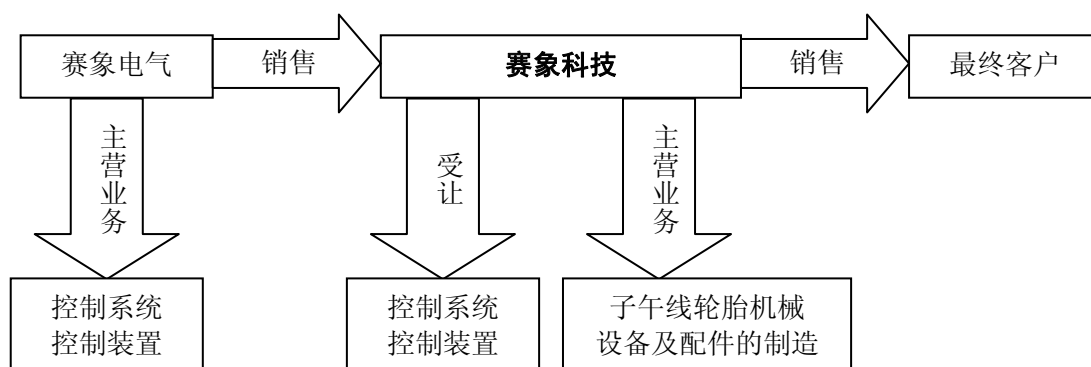 赛象电气
销售
赛象科技
销售
最终客户
主营业务
受让
主营业务
控制系统
控制装置
控制系统
控制装置
子午线轮胎机械
设备及配件的制造